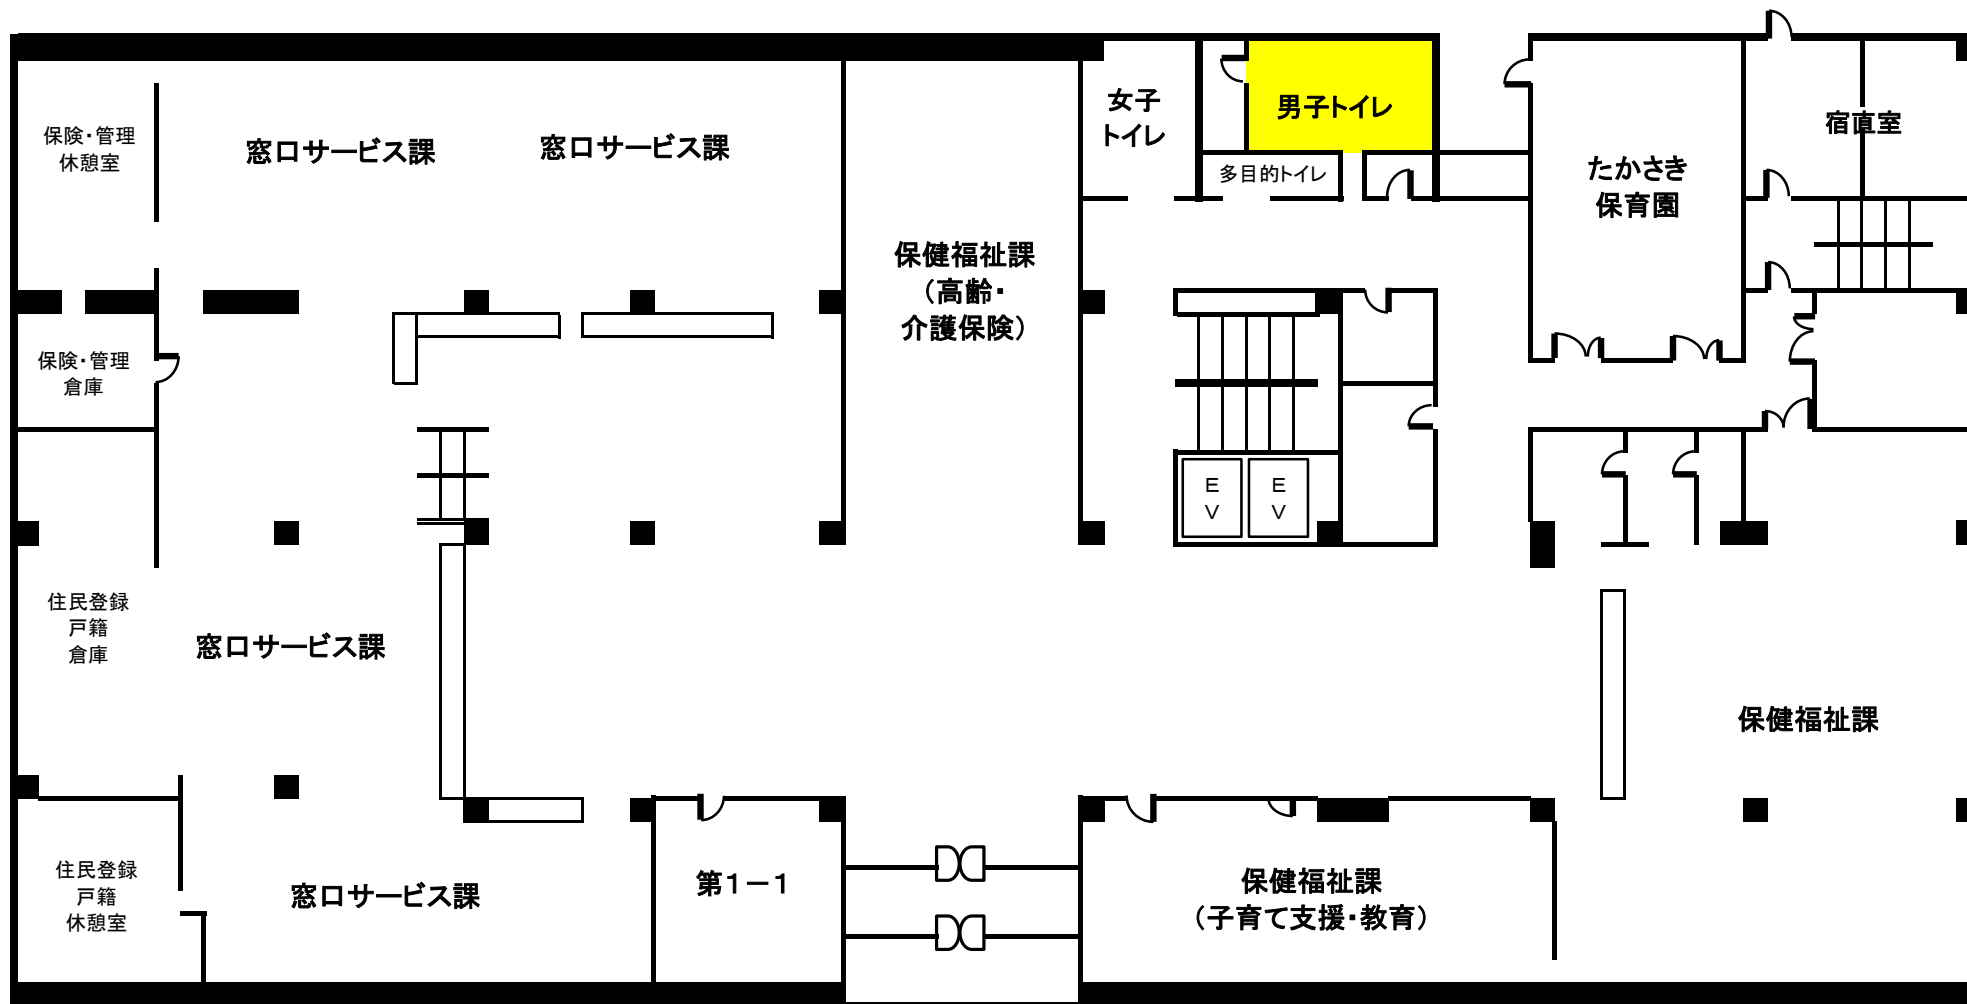 女子
トイレ
男子トイレ
多目的トイレ
宿直室
たかさき
保育園
保険・管理
休憩室
窓口サービス課
窓口サービス課
保健福祉課
（高齢・
介護保険）
保険・管理
倉庫
E
V
E
V
住民登録
戸籍
倉庫
窓口サービス課
保健福祉課
住民登録
戸籍
休憩室
窓口サービス課
第１－１
保健福祉課
（子育て支援・教育）